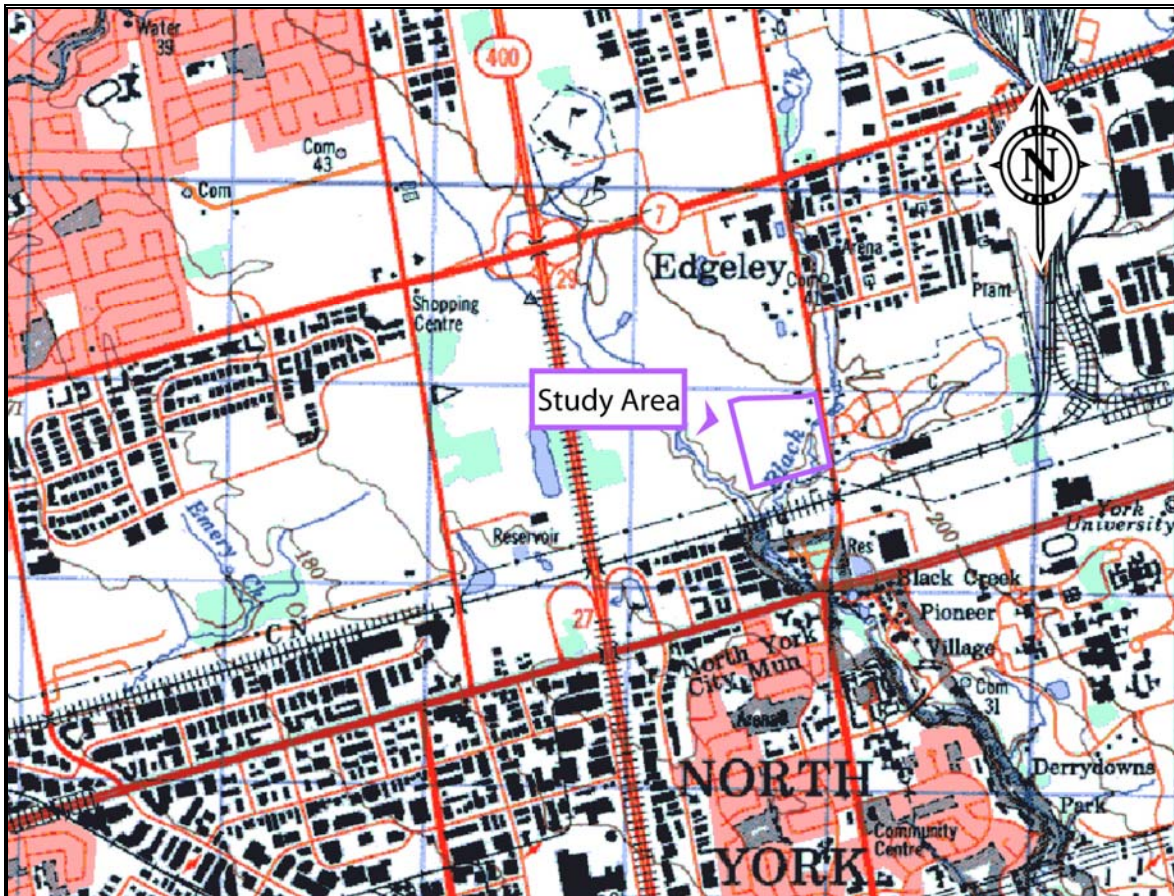 Water
39
400
Ck
N
Com
43
Com
7
Edgeley
Arena
Com
41
Plant
29
Shopping
Centre
Study Area
C
Black
Emery
Ck
180
Reservoir
York
University
200
Res
Black Creek
Pioneer
Village
C N
27
North York
City Mun
Com
31
Arena
NORTH
YORK
Derrydowns
Park
Community
Centre